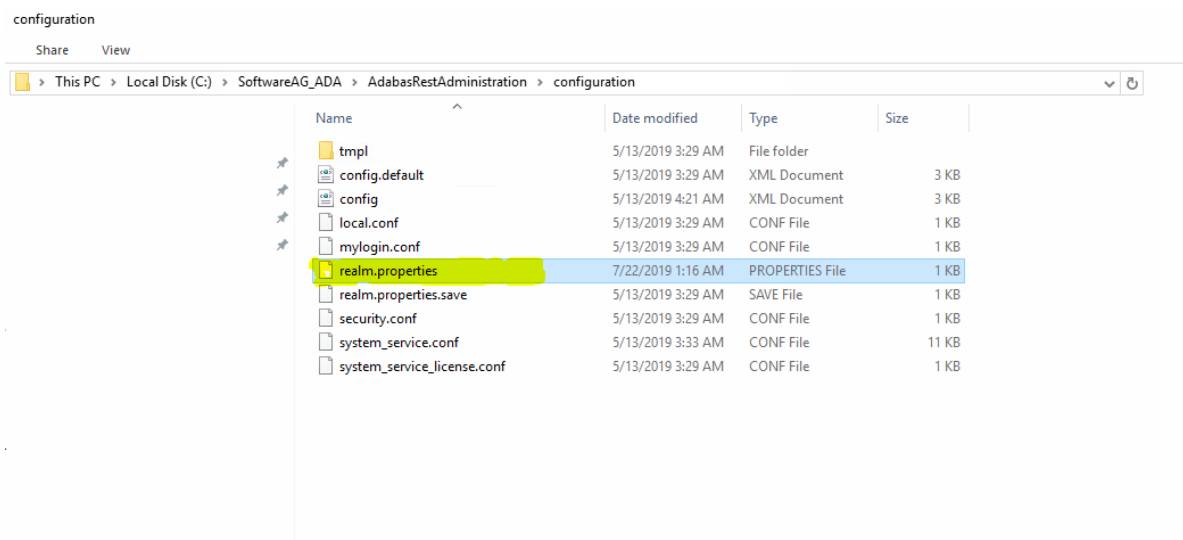 configuration
Share View
This PC > Local Disk (C:) > SoftwareAG_ADA > AdabasRestAdministration > configuration
Name Date modified Type Size
tmpl 5/13/2019 3:29 AM File folder
config.default 5/13/2019 3:29 AM XML Document 3 KB
config 5/13/2019 4:21 AM XML Document 3 KB
local.conf 5/13/2019 3:29 AM CONF File 1 KB
mylogin.conf 5/13/2019 3:29 AM CONF File 1 KB
realm.properties 7/22/2019 1:16 AM PROPERTIES File 1 KB
realm.properties.save 5/13/2019 3:29 AM SAVE File 1 KB
security.conf 5/13/2019 3:29 AM CONF File 1 KB
system_service.conf 5/13/2019 3:33 AM CONF File 11 KB
system_service_license.conf 5/13/2019 3:29 AM CONF File 1 KB